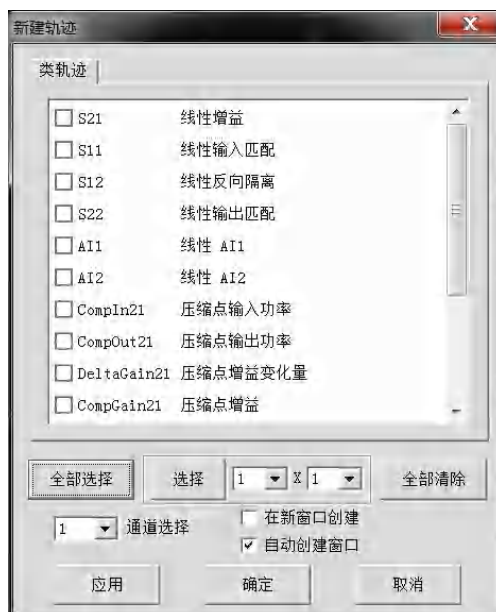 新建轨迹
类轨迹
S21 线性增益
S11 线性输入匹配
S12 线性反向隔离
S22 线性输出匹配
AI1 线性 AI1
AI2 线性 AI2
CompIn21 压缩点输入功率
CompOut21 压缩点输出功率
DeltaGain21 压缩点增益变化量
CompGain21 压缩点增益
全部选择 选择 1 X 1 全部清除
1 通道选择
在新窗口创建
自动创建窗口
应用 确定 取消